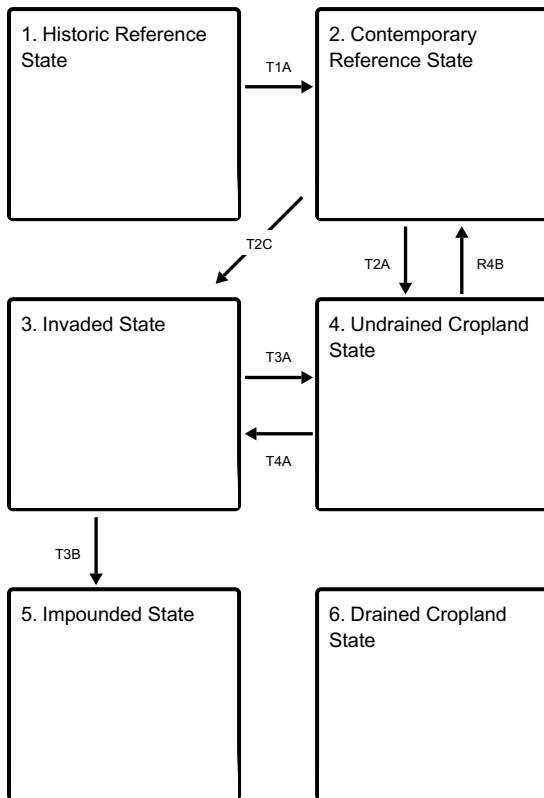 1. Historic Reference
State
2. Contemporary
Reference State
T1A
T2C
T2A
R4B
3. Invaded State
4. Undrained Cropland
State
T3A
T4A
T3B
5. Impounded State
6. Drained Cropland
State